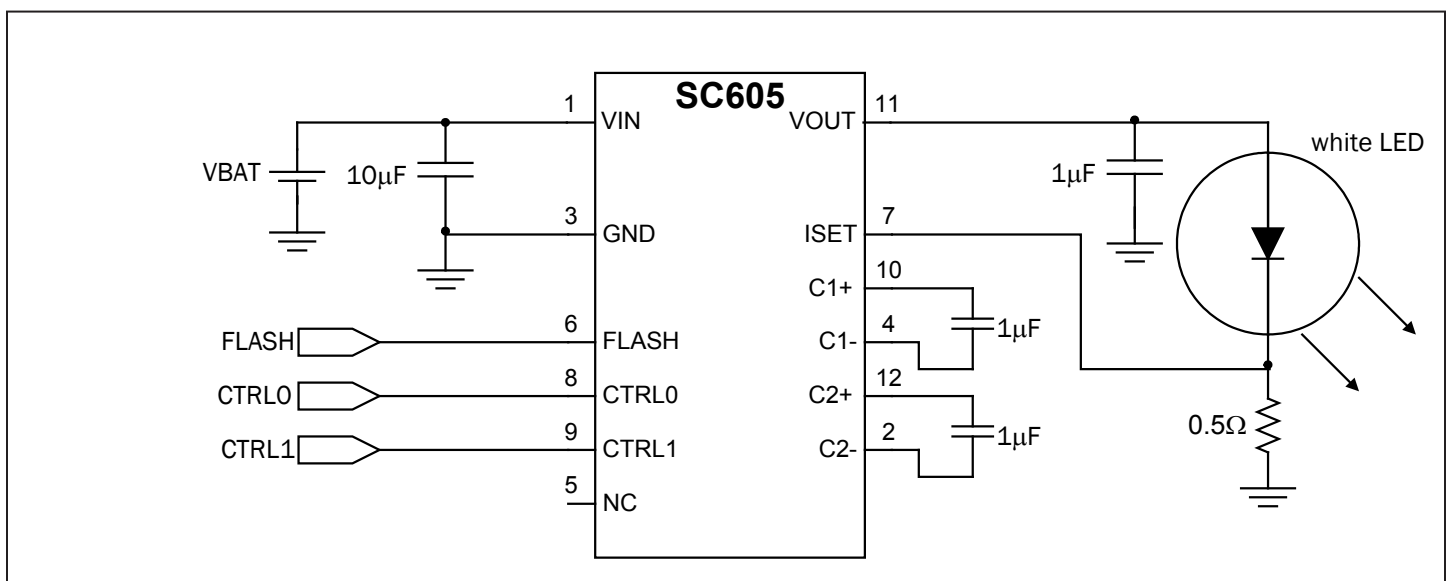 SC605
1
VIN
VOUT
11
white LED
VBAT
10μF
1μF
3
GND
ISET
7
10
C1+
1μF
4
C1-
FLASH
6
FLASH
12
C2+
CTRL0
8
CTRL0
1μF
2
C2-
0.5Ω
CTRL1
9
CTRL1
5
NC